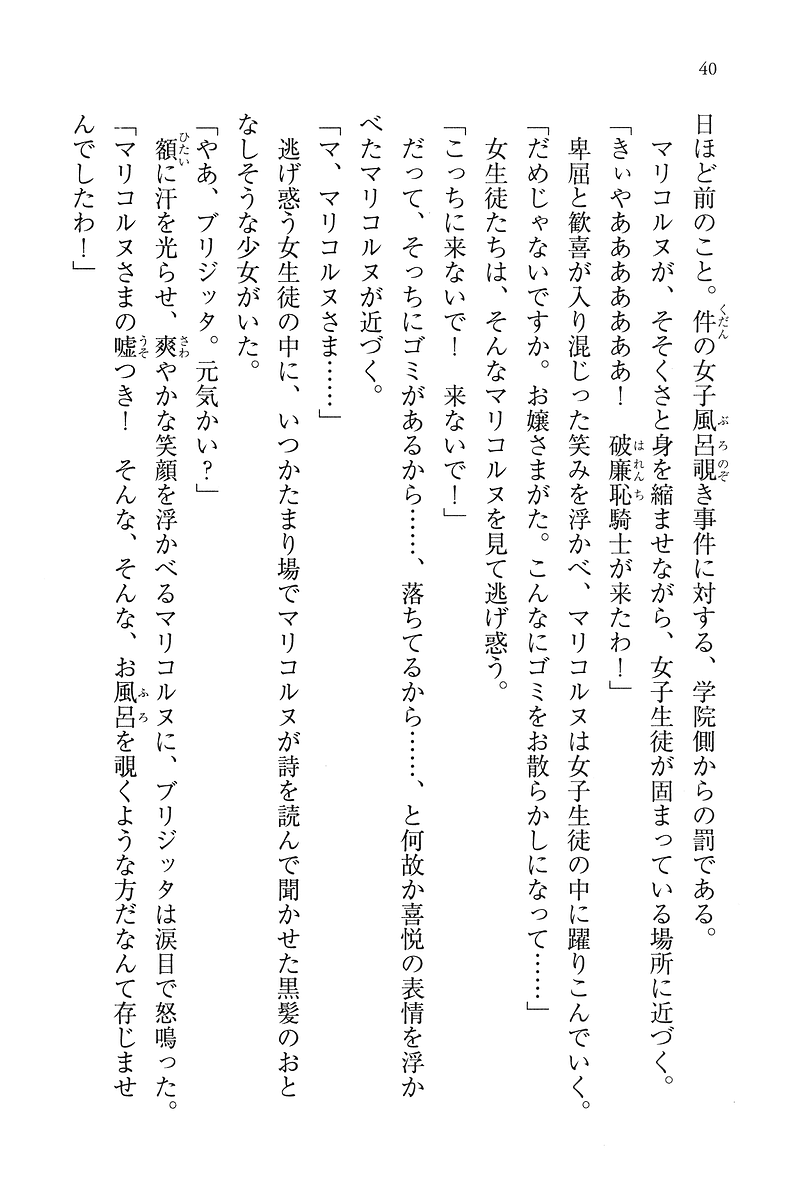 40
日ほど前のこと。件の女子風呂覗き事件に対する、学院側からの罰である。
マリコルヌが、そそくさと身を縮ませながら、女子生徒が固まっている場所に近づく。
「きぃやああああああ！　破廉恥騎士が来たわ！」
卑屈と歓喜が入り混じった笑みを浮かべ、マリコルヌは女子生徒の中に躍りこんでいく。
「だめじゃないですか。お嬢さまがた。こんなにゴミをお散らかしになって……」
女生徒たちは、そんなマリコルヌを見て逃げ惑う。
「こっちに来ないで！　来ないで！」
だって、そっちにゴミがあるから……、落ちてるから……、と何故か喜悦の表情を浮か
べたマリコルヌが近づく。
「マ、マリコルヌさま……」
逃げ惑う女生徒の中に、いつかたまり場でマリコルヌが詩を読んで聞かせた黒髪のおと
なしそうな少女がいた。
「やあ、ブリジッタ。元気かい？」
額に汗を光らせ、爽やかな笑顔を浮かべるマリコルヌに、ブリジッタは涙目で怒鳴った。
「マリコルヌさまの嘘つき！　そんな、そんな、お風呂を覗くような方だなんて存じませ
んでしたわ！」